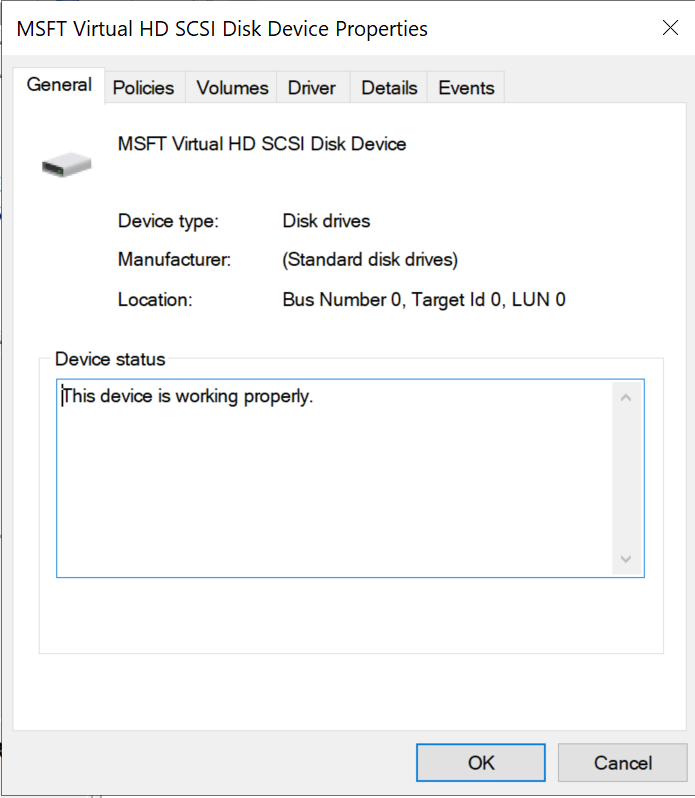 MSFT Virtual HD SCSI Disk Device Properties
General Policies Volumes Driver Details Events
MSFT Virtual HD SCSI Disk Device
Device type: Disk drives
Manufacturer: (Standard disk drives)
Location: Bus Number 0, Target Id 0, LUN 0
Device status
This device is working properly.
OK Cancel